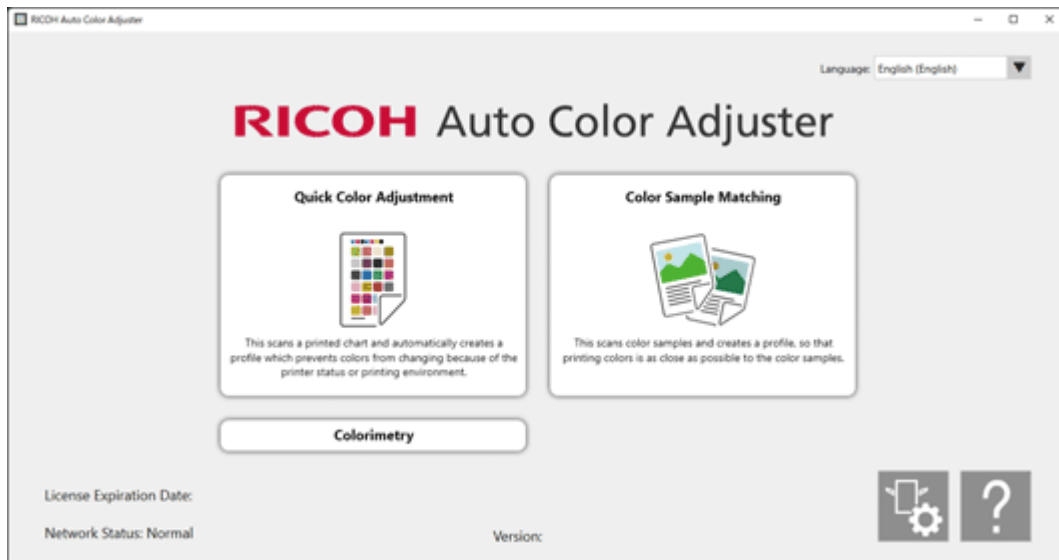 RICOH Auto Color Adjuster
Language: English (English)
RICOH Auto Color Adjuster
Quick Color Adjustment
This scans a printed chart and automatically creates a
profile which prevents colors from changing because of the
printer status or printing environment.
Color Sample Matching
This scans color samples and creates a profile, so that
printing colors is as close as possible to the color samples.
Colorimetry
License Expiration Date:
Network Status: Normal
Version:
?